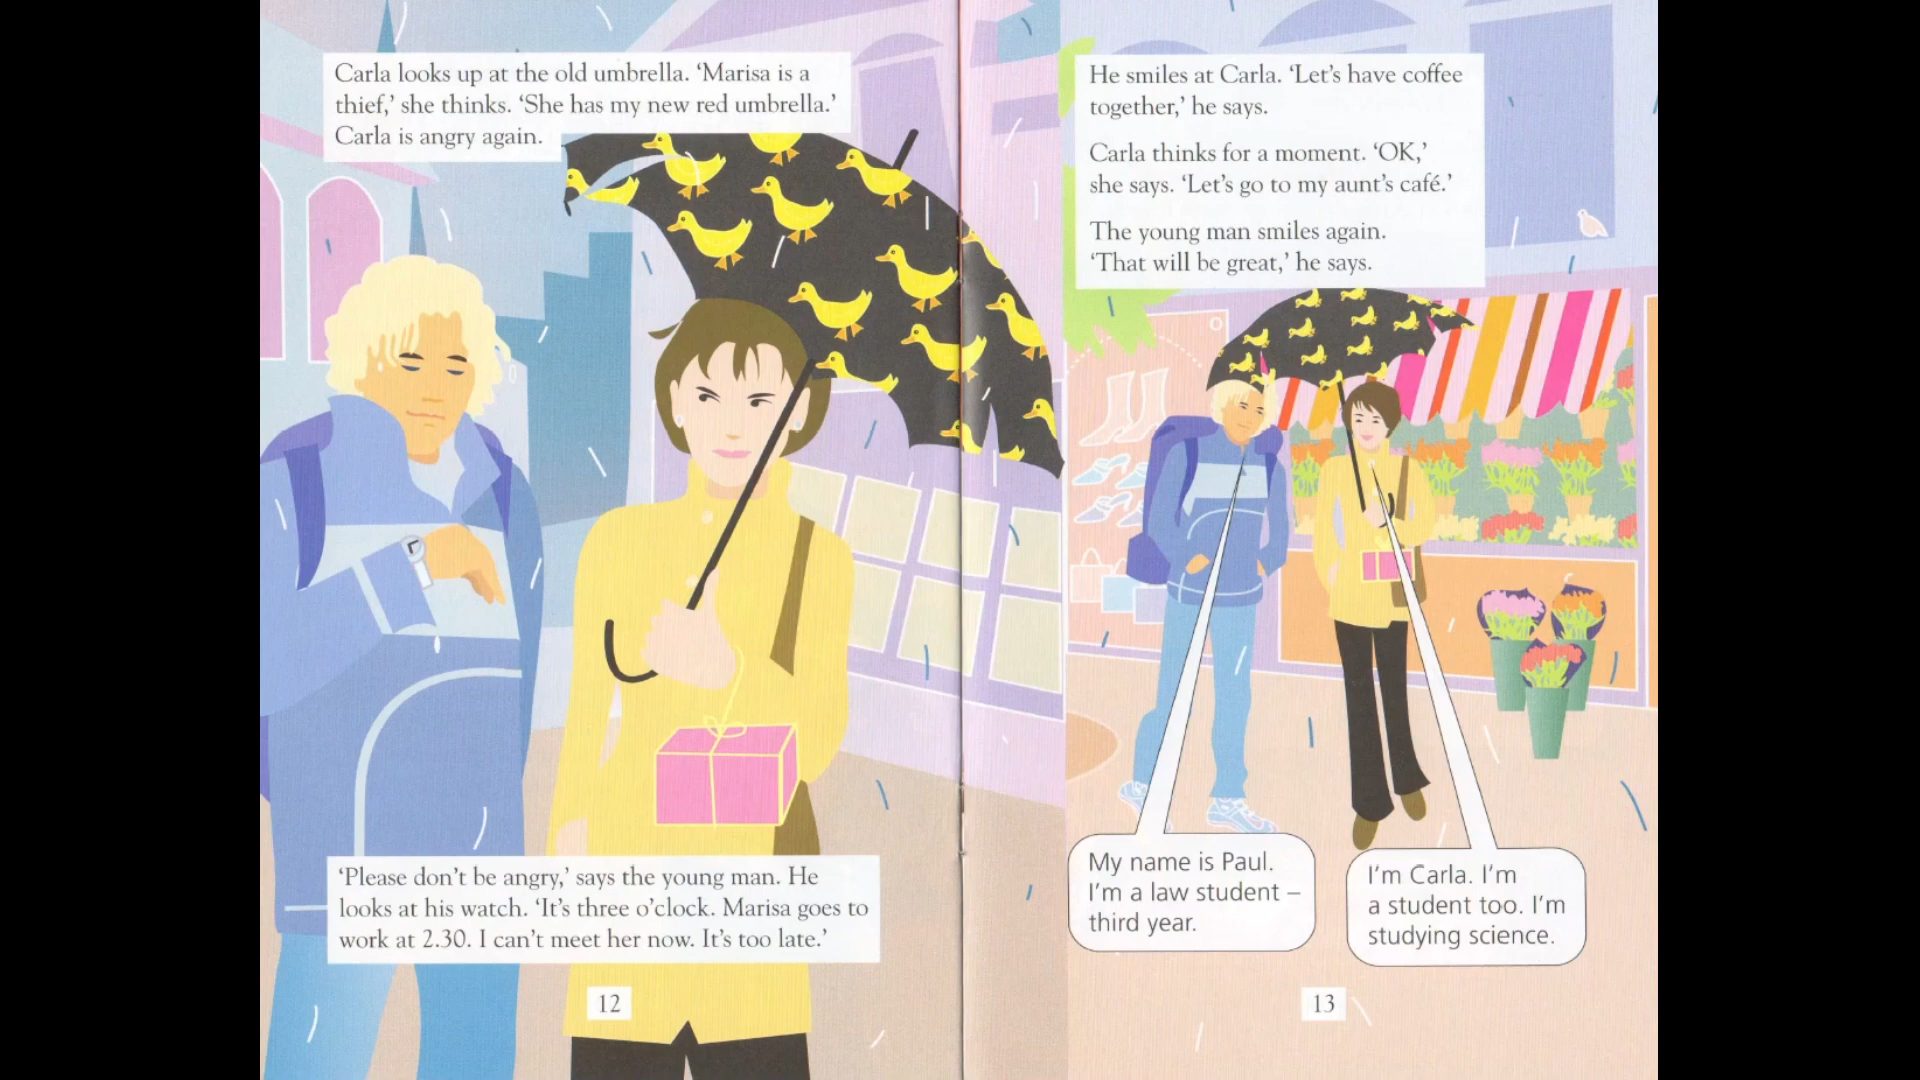 Carla looks up at the old umbrella. ‘Marisa is a
thief,’ she thinks. ‘She has my new red umbrella.’
Carla is angry again.
‘Please don’t be angry,’ says the young man. He
looks at his watch. ‘It’s three o’clock. Marisa goes to
work at 2.30. I can’t meet her now. It’s too late.’
12
He smiles at Carla. ‘Let’s have coffee
together,’ he says.
Carla thinks for a moment. ‘OK,’
she says. ‘Let’s go to my aunt’s café.’
The young man smiles again.
‘That will be great,’ he says.
My name is Paul.
I’m a law student –
third year.
I’m Carla. I’m
a student too. I’m
studying science.
13